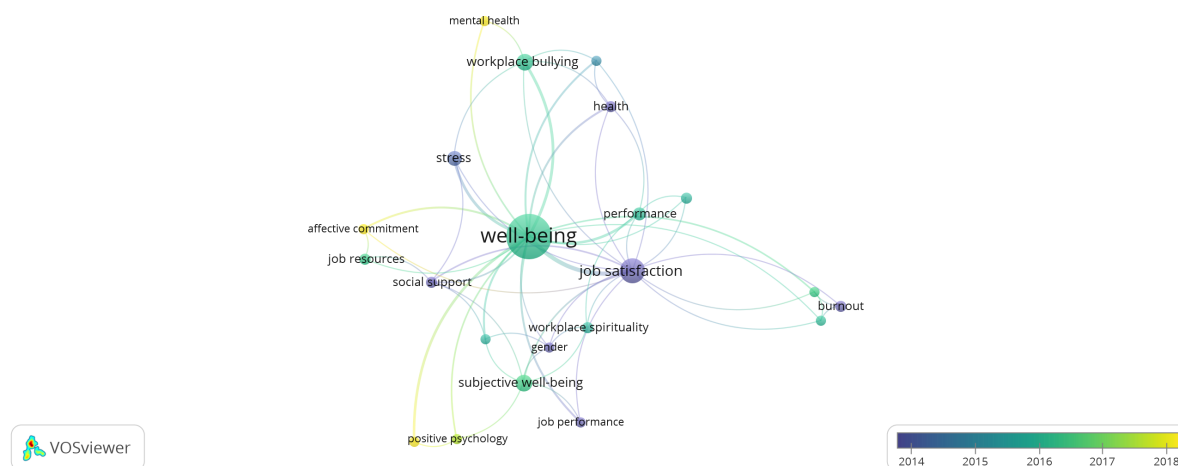 mental health
workplace bullying
health
stress
performance
affective commitment
well-being
job resources
job satisfaction
social support
burnout
workplace spirituality
gender
subjective well-being
job performance
positive psychology
VOSviewer
2014 2015 2016 2017 2018